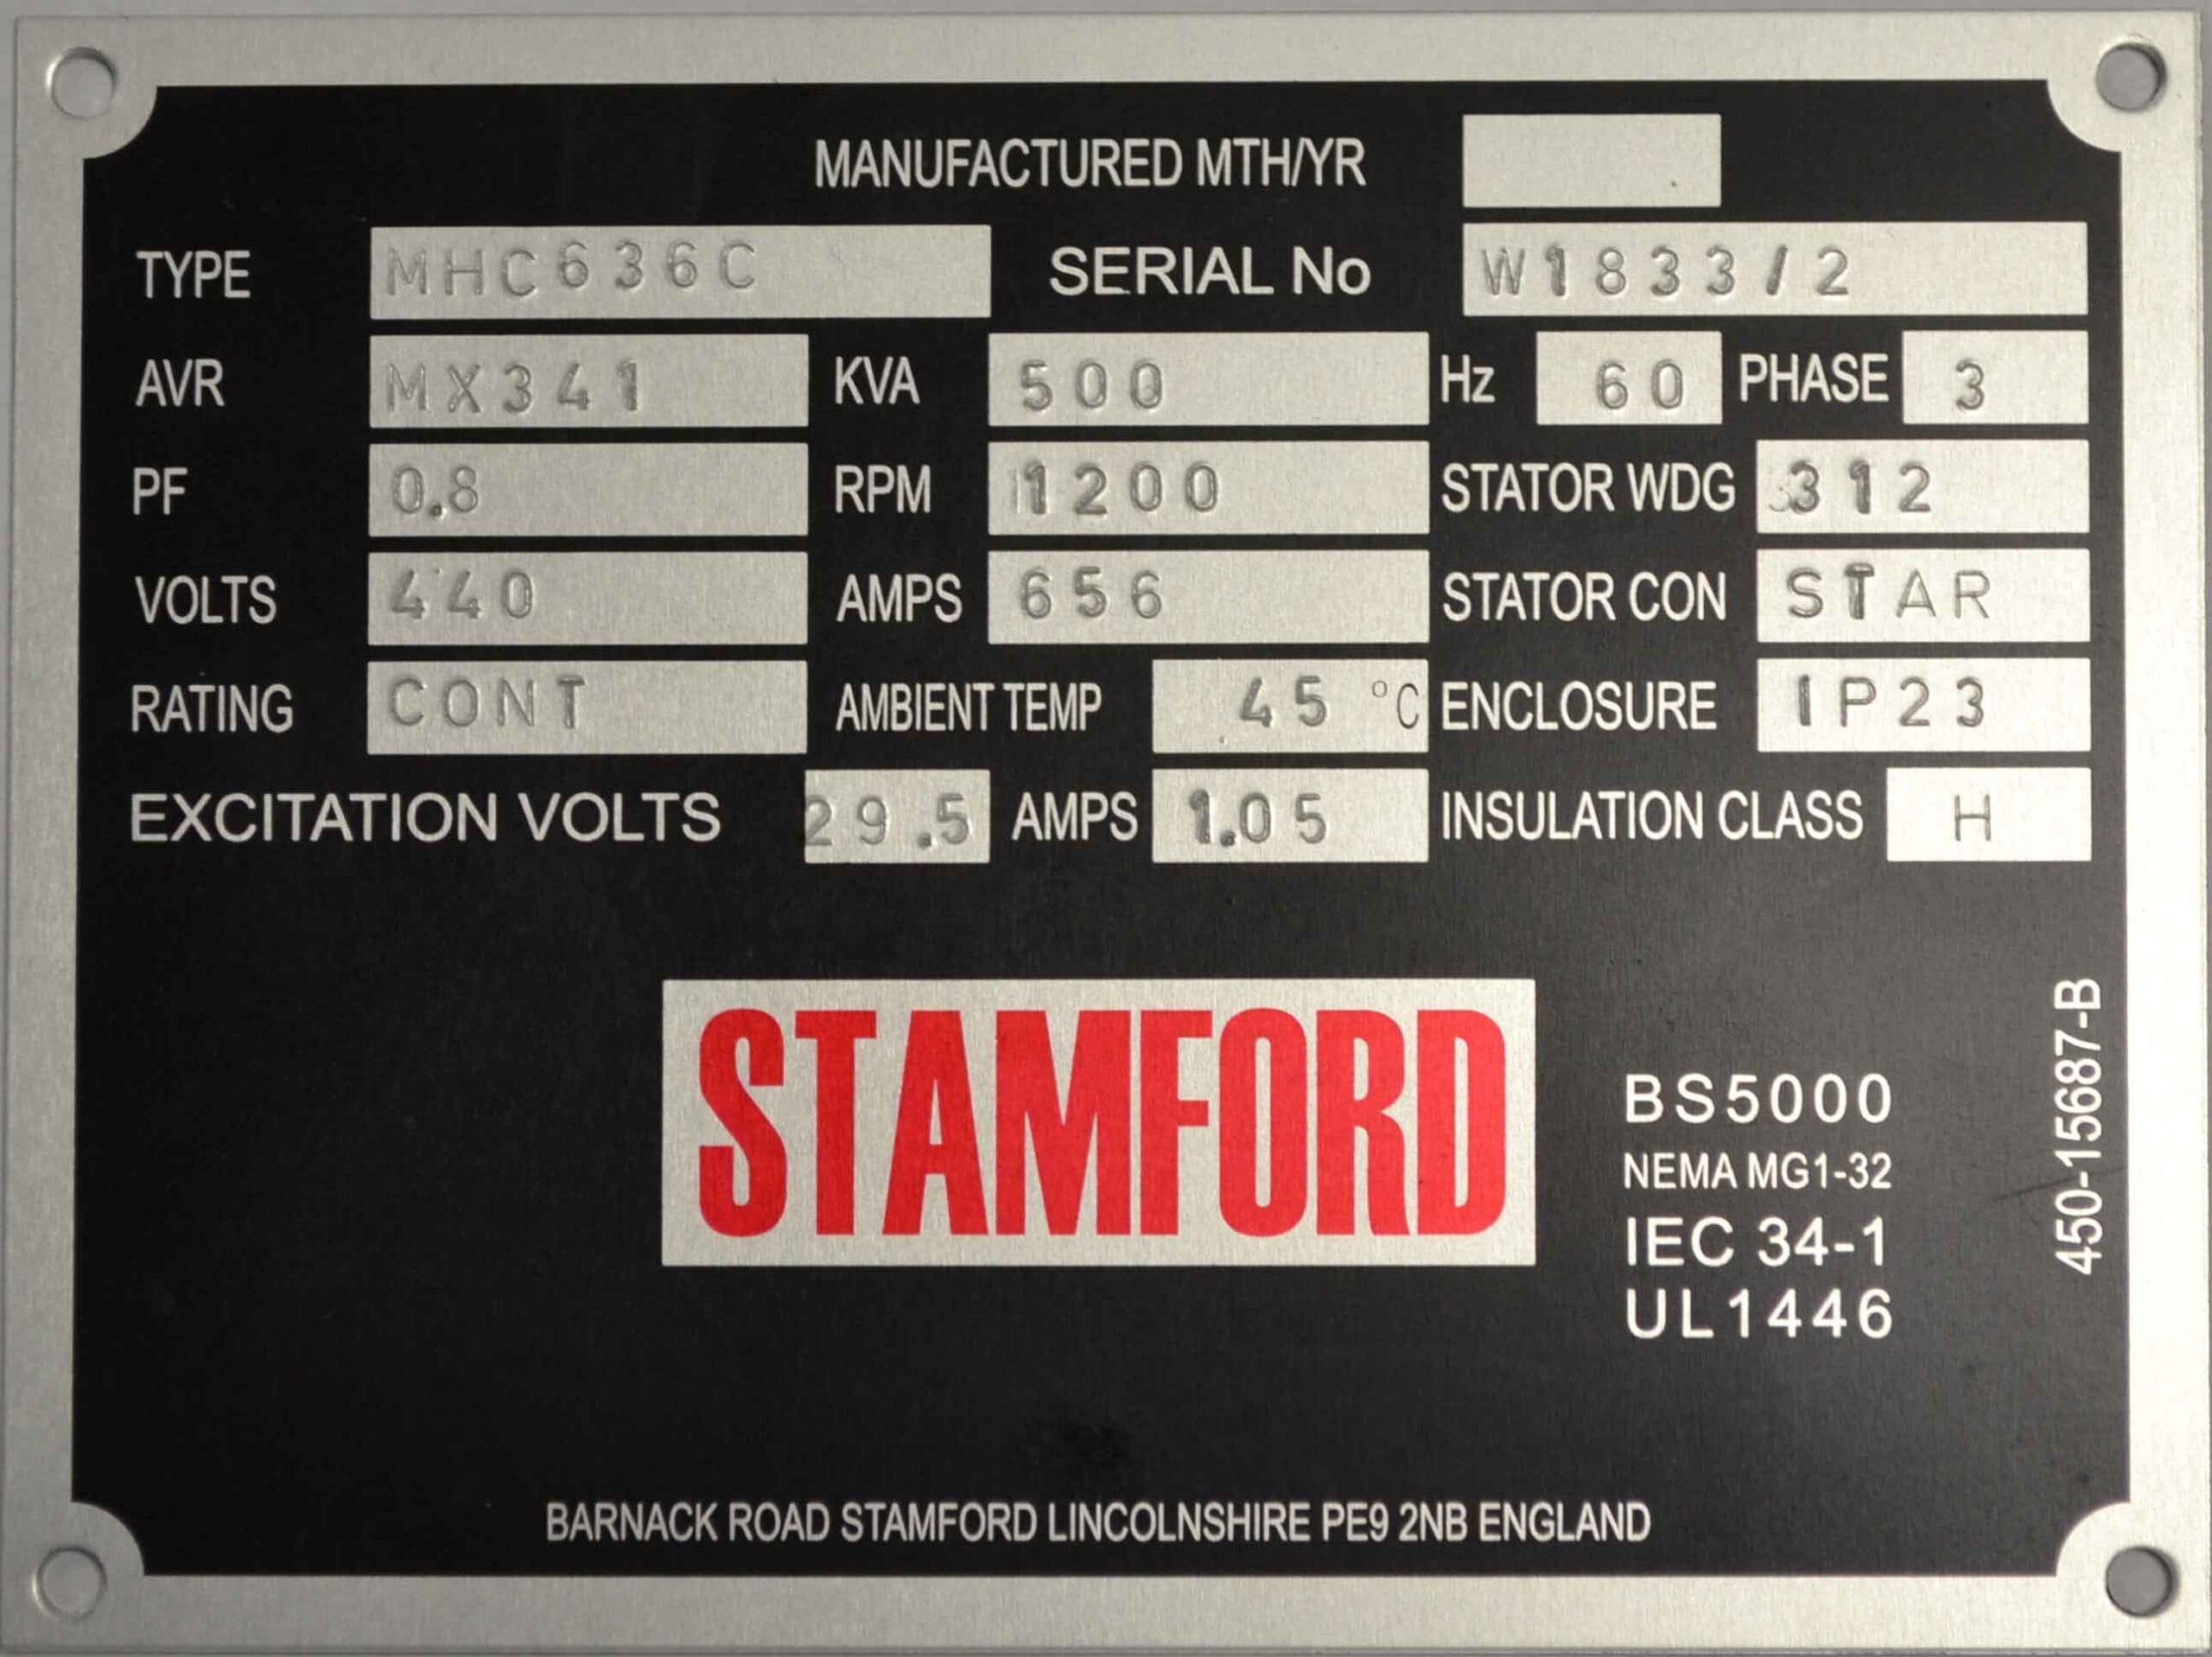 MANUFACTURED MTH/YR
TYPE MHC636C SERIAL No W1833/2
AVR MX341 KVA 500 Hz 60 PHASE 3
PF 0.8 RPM 1200 STATOR WDG 312
VOLTS 440 AMPS 656 STATOR CON STAR
RATING CONT AMBIENT TEMP 45 °C ENCLOSURE IP23
EXCITATION VOLTS 29.5 AMPS 1.05 INSULATION CLASS H
STAMFORD
BS5000
NEMA MG1-32
IEC 34-1
UL1446
450-15687-B
BARNACK ROAD STAMFORD LINCOLNSHIRE PE9 2NB ENGLAND